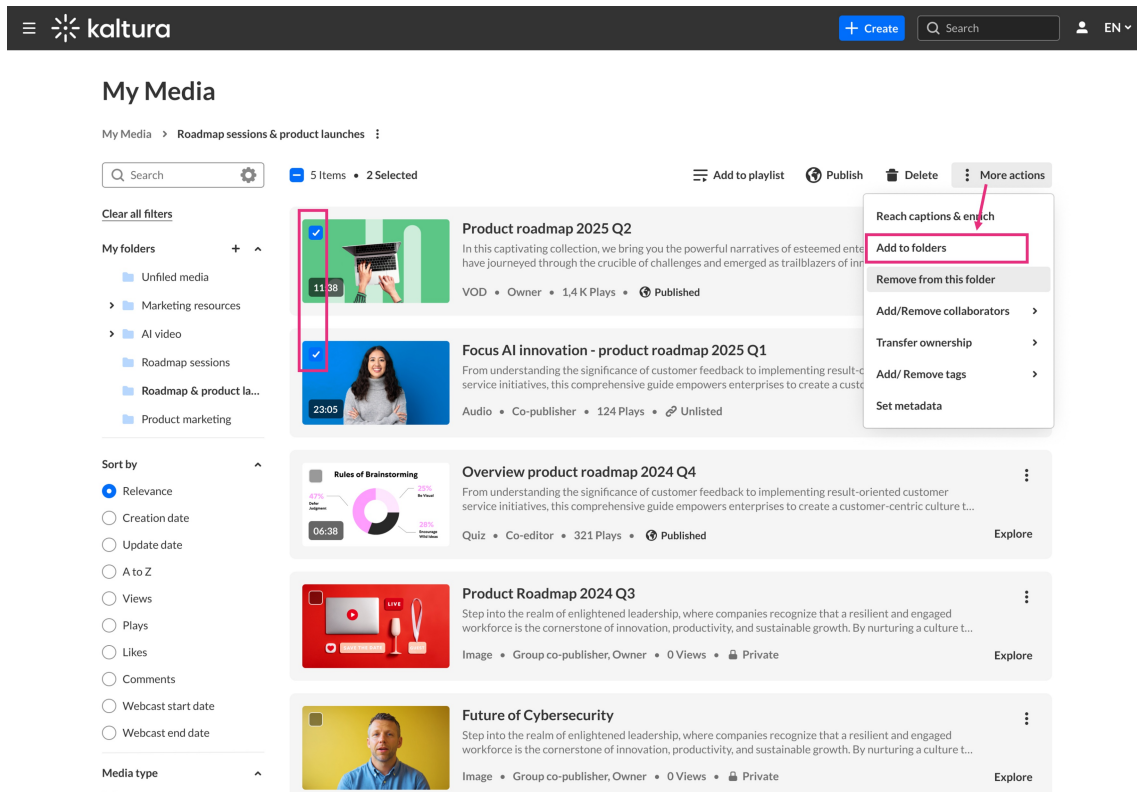 kaltura
Create
Search
EN
My Media
My Media > Roadmap sessions & product launches
Search
5 Items • 2 Selected
Add to playlist
Publish
Delete
More actions
Clear all filters
My folders
Unfiled media
Marketing resources
AI video
Roadmap sessions
Roadmap & product la...
Product marketing
Sort by
Relevance
Creation date
Update date
A to Z
Views
Plays
Likes
Comments
Webcast start date
Webcast end date
Media type
11:38
Product roadmap 2025 Q2
In this captivating collection, we bring you the powerful narratives of esteemed ente
have journeyed through the crucible of challenges and emerged as trailblazers of inn
VOD • Owner • 1,4 K Plays • Published
Reach captions & enrich
Add to folders
Remove from this folder
Add/Remove collaborators
Transfer ownership
Add/ Remove tags
Set metadata
23:05
Focus AI innovation - product roadmap 2025 Q1
From understanding the significance of customer feedback to implementing result-o
service initiatives, this comprehensive guide empowers enterprises to create a custo
Audio • Co-publisher • 124 Plays • Unlisted
Rules of Brainstorming
47%
Defer
Judgment
25%
Be Visual
28%
Encourage
Wild Ideas
06:38
Overview product roadmap 2024 Q4
From understanding the significance of customer feedback to implementing result-oriented customer
service initiatives, this comprehensive guide empowers enterprises to create a customer-centric culture t...
Quiz • Co-editor • 321 Plays • Published
Explore
LIVE
SAVE THE DATE
Product Roadmap 2024 Q3
Step into the realm of enlightened leadership, where companies recognize that a resilient and engaged
workforce is the cornerstone of innovation, productivity, and sustainable growth. By nurturing a culture t...
Image • Group co-publisher, Owner • 0 Views • Private
Explore
Future of Cybersecurity
Step into the realm of enlightened leadership, where companies recognize that a resilient and engaged
workforce is the cornerstone of innovation, productivity, and sustainable growth. By nurturing a culture t...
Image • Group co-publisher, Owner • 0 Views • Private
Explore